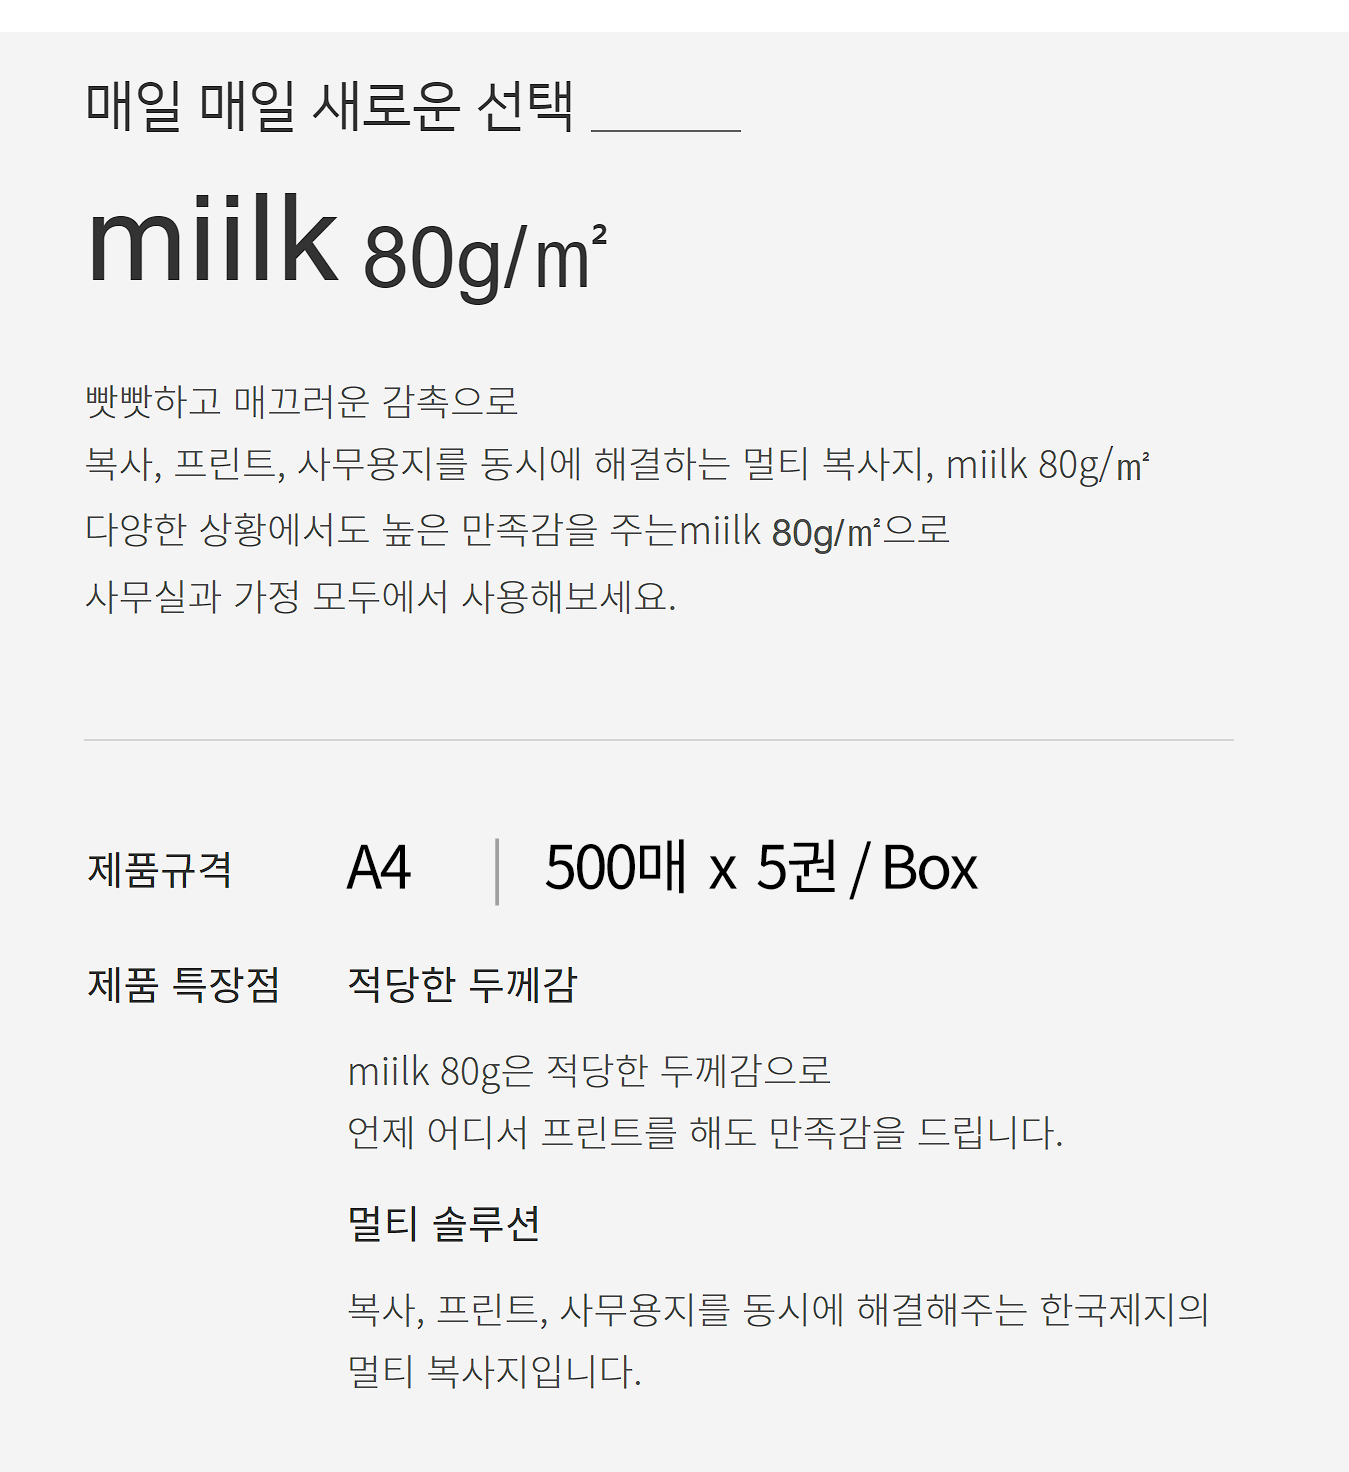 매일 매일 새로운 선택
miilk 80g/㎡
빳빳하고 매끄러운 감촉으로
복사, 프린트, 사무용지를 동시에 해결하는 멀티 복사지, miilk 80g/㎡
다양한 상황에서도 높은 만족감을 주는miilk 80g/㎡으로
사무실과 가정 모두에서 사용해보세요.
제품규격 A4 | 500매 x 5권 / Box
제품 특장점 적당한 두께감
miilk 80g은 적당한 두께감으로
언제 어디서 프린트를 해도 만족감을 드립니다.
멀티 솔루션
복사, 프린트, 사무용지를 동시에 해결해주는 한국제지의
멀티 복사지입니다.